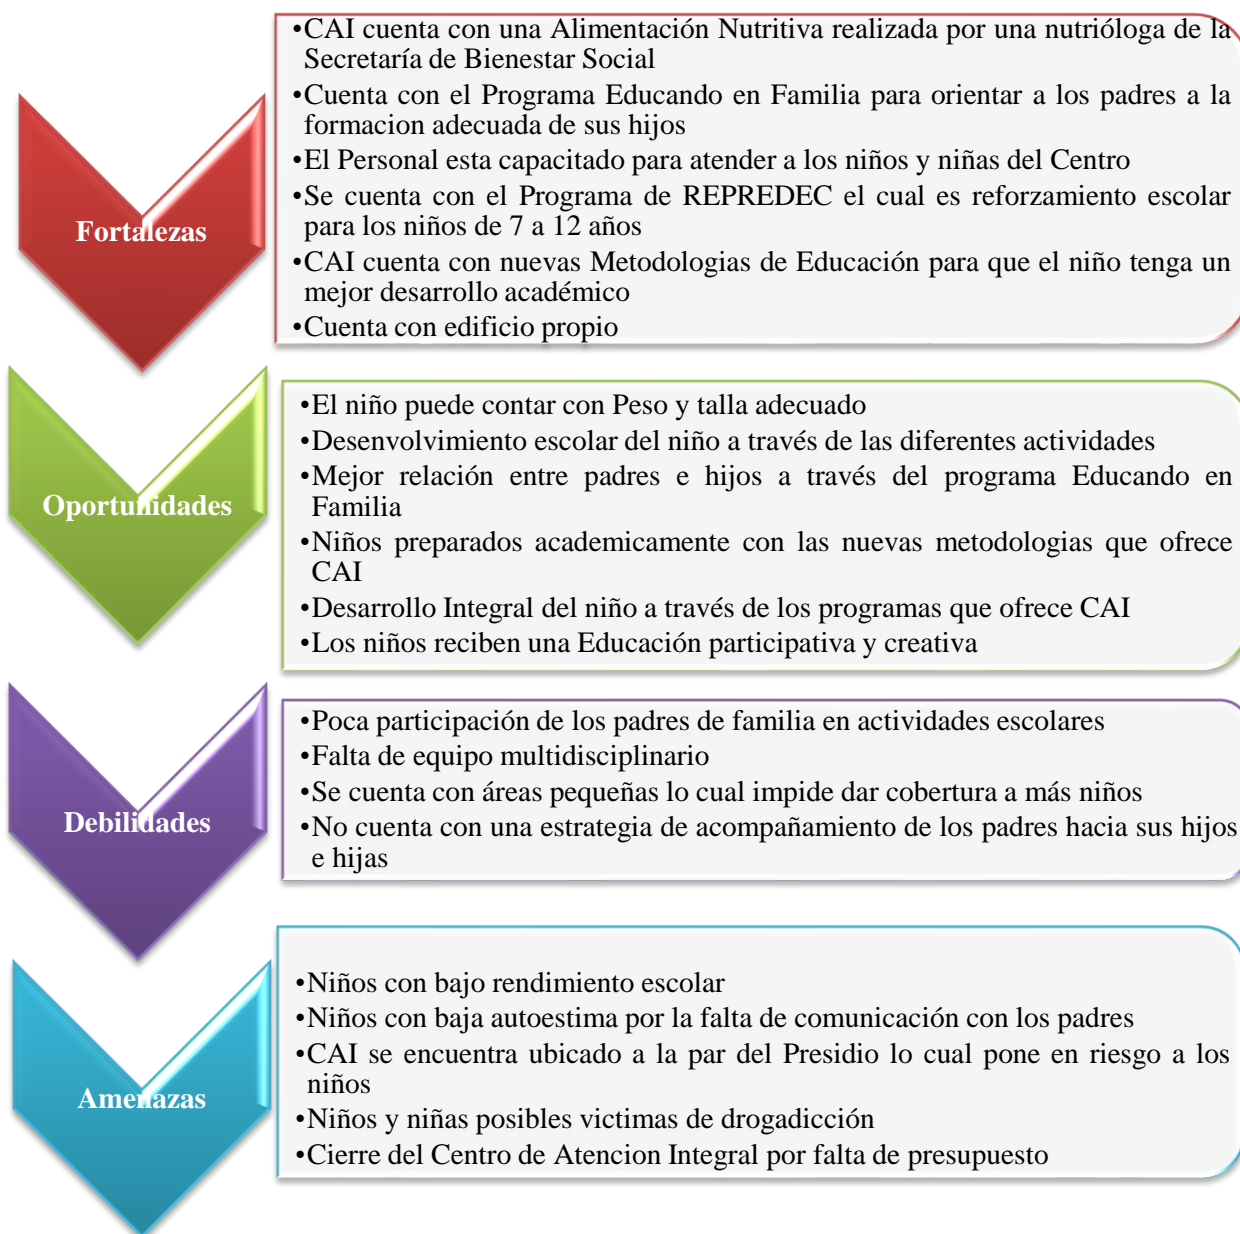 Fortalezas
•CAI cuenta con una Alimentación Nutritiva realizada por una nutrióloga de la
Secretaría de Bienestar Social
•Cuenta con el Programa Educando en Familia para orientar a los padres a la
formacion adecuada de sus hijos
•El Personal esta capacitado para atender a los niños y niñas del Centro
•Se cuenta con el Programa de REPREDEC el cual es reforzamiento escolar
para los niños de 7 a 12 años
•CAI cuenta con nuevas Metodologias de Educación para que el niño tenga un
mejor desarrollo académico
•Cuenta con edificio propio
Oportunidades
•El niño puede contar con Peso y talla adecuado
•Desenvolvimiento escolar del niño a través de las diferentes actividades
•Mejor relación entre padres e hijos a través del programa Educando en
Familia
•Niños preparados academicamente con las nuevas metodologias que ofrece
CAI
•Desarrollo Integral del niño a través de los programas que ofrece CAI
•Los niños reciben una Educación participativa y creativa
Debilidades
•Poca participación de los padres de familia en actividades escolares
•Falta de equipo multidisciplinario
•Se cuenta con áreas pequeñas lo cual impide dar cobertura a más niños
•No cuenta con una estrategia de acompañamiento de los padres hacia sus hijos
e hijas
Amenazas
•Niños con bajo rendimiento escolar
•Niños con baja autoestima por la falta de comunicación con los padres
•CAI se encuentra ubicado a la par del Presidio lo cual pone en riesgo a los
niños
•Niños y niñas posibles victimas de drogadicción
•Cierre del Centro de Atencion Integral por falta de presupuesto